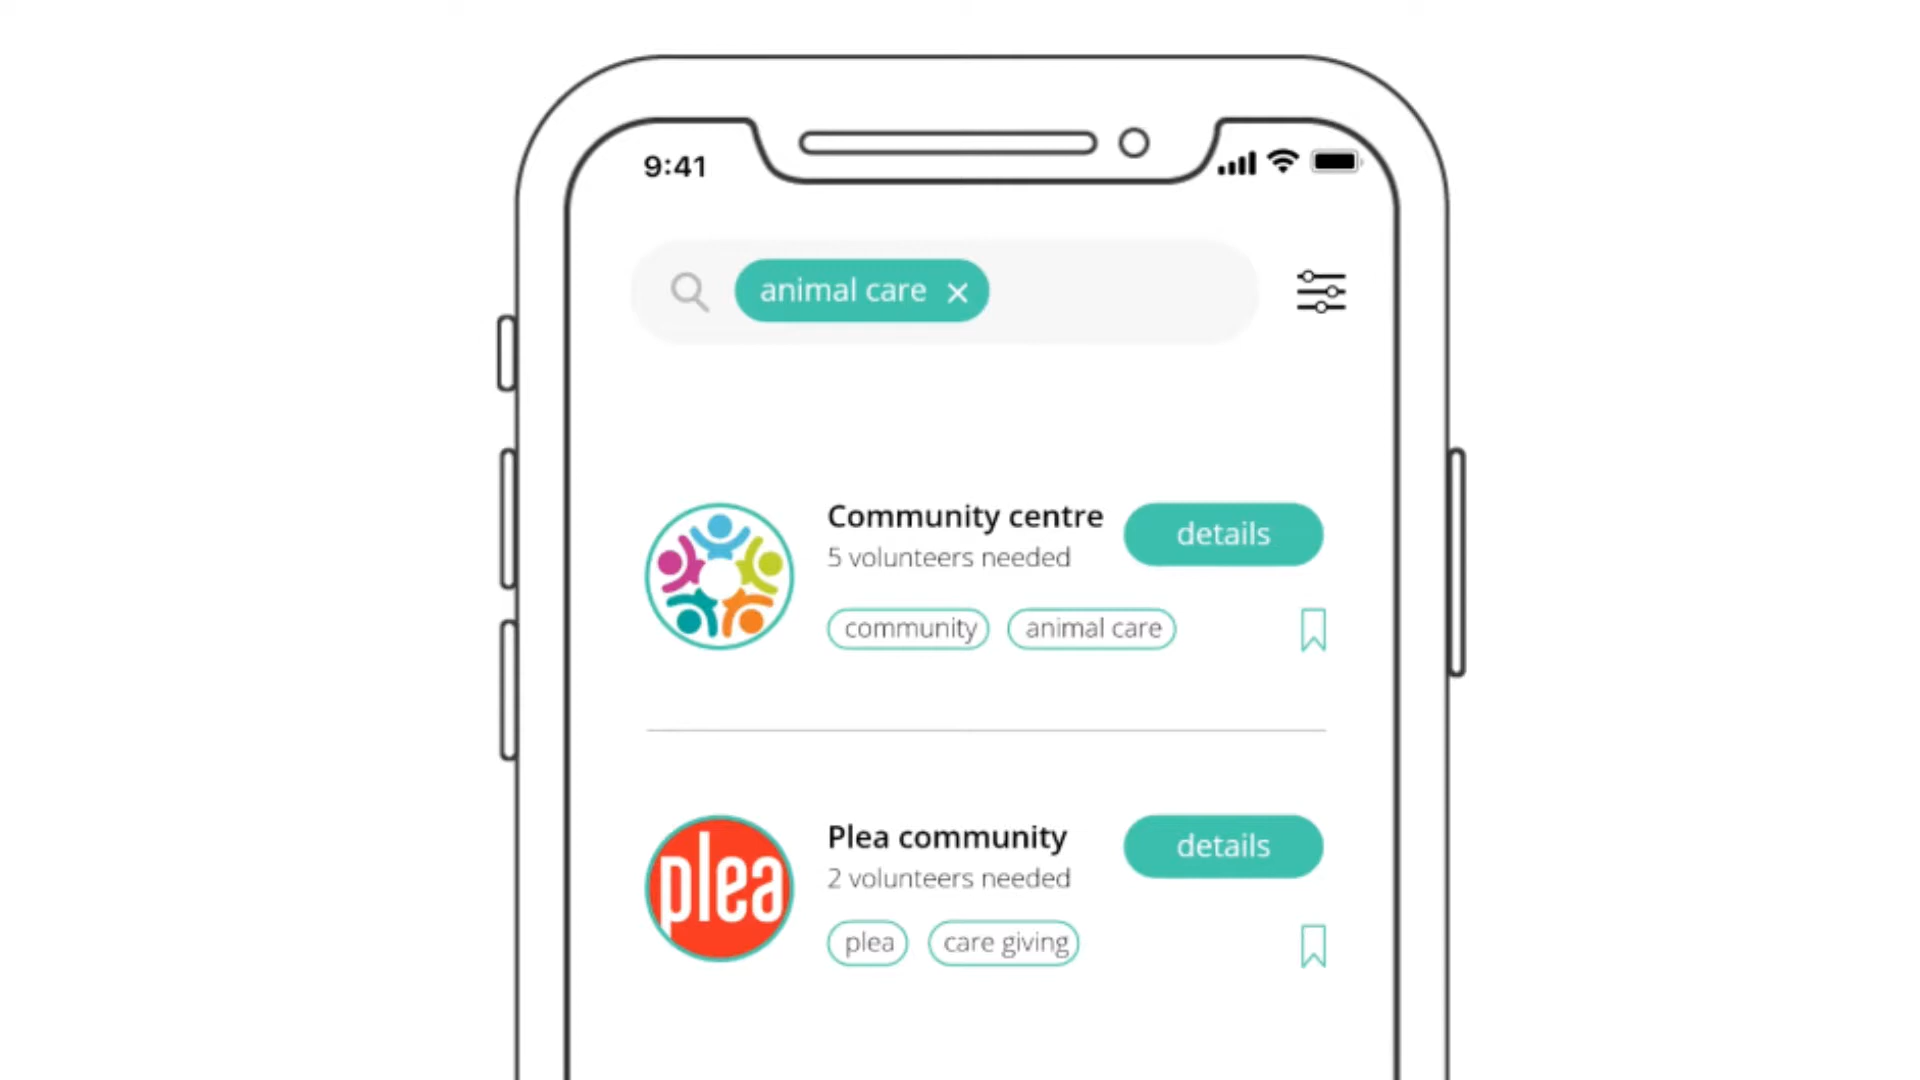 9:41
animal care
Community centre
details
5 volunteers needed
community
animal care
plea
Plea community
details
2 volunteers needed
plea
care giving